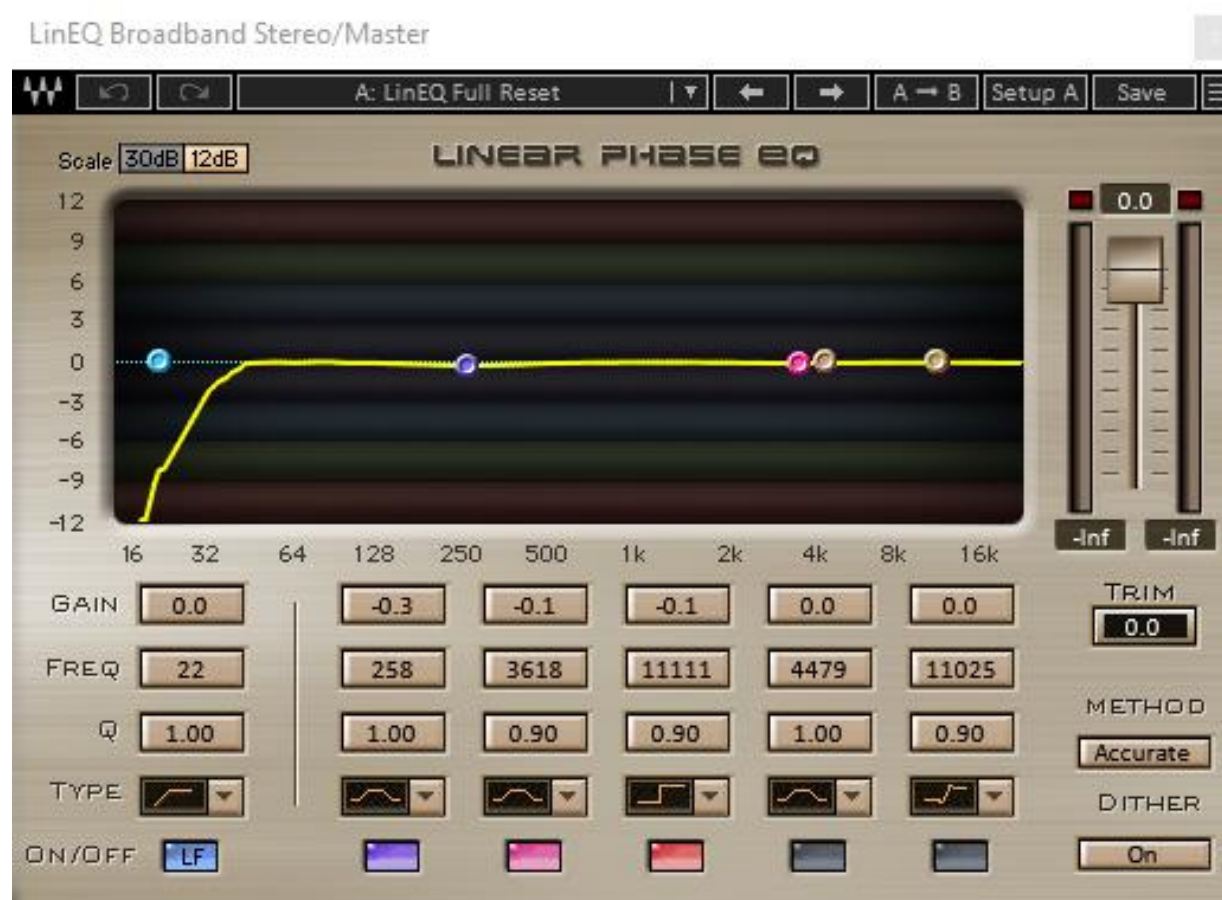 LinEQ Broadband Stereo/Master
A: LinEQ Full Reset
A → B
Setup A
Save
Scale 30dB 12dB
LINEAR PHASE EQ
0.0
12
9
6
3
0
-3
-6
-9
-12
16 32 64 128 250 500 1k 2k 4k 8k 16k
-Inf -Inf
GAIN 0.0 -0.3 -0.1 -0.1 0.0 0.0
TRIM
0.0
FREQ 22 258 3618 11111 4479 11025
METHOD
Q 1.00 1.00 0.90 0.90 1.00 0.90
Accurate
TYPE
DITHER
ON/OFF LF
On